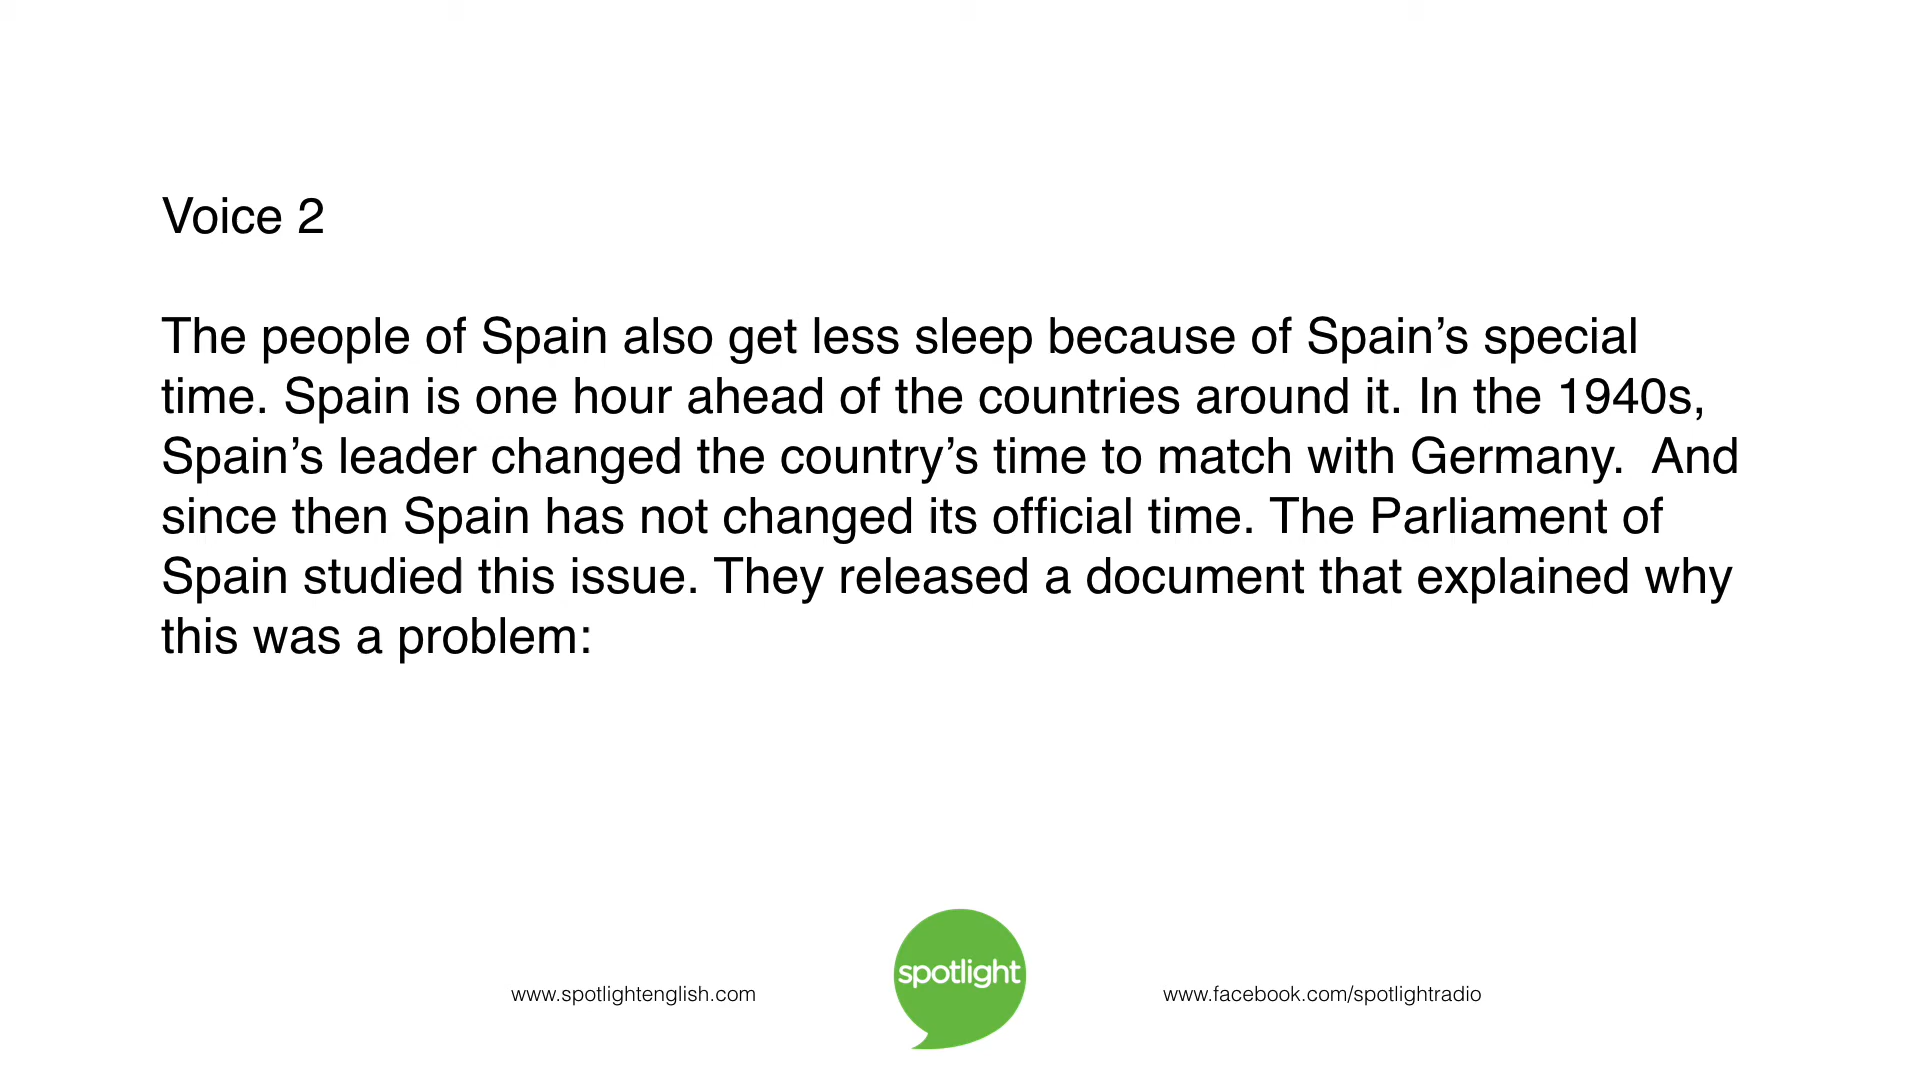 Voice 2
The people of Spain also get less sleep because of Spain’s special
time. Spain is one hour ahead of the countries around it. In the 1940s,
Spain’s leader changed the country’s time to match with Germany.  And
since then Spain has not changed its official time. The Parliament of
Spain studied this issue. They released a document that explained why
this was a problem:
spotlight
www.spotlightenglish.com
www.facebook.com/spotlightradio